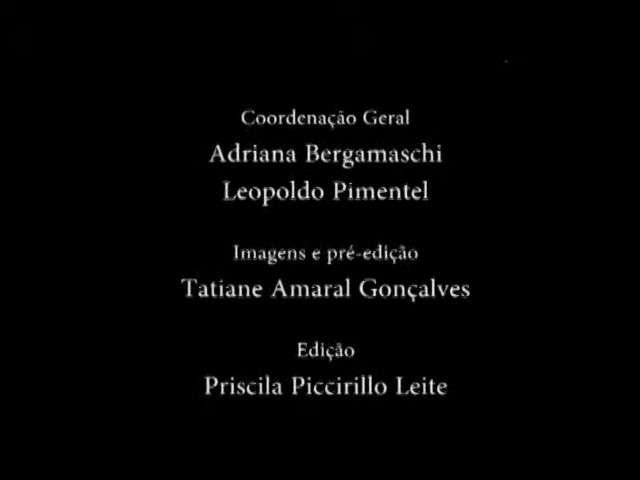 Coordenação Geral
Adriana Bergamaschi
Leopoldo Pimentel
Imagens e pré-edição
Tatiane Amaral Gonçalves
Edição
Priscila Piccirillo Leite